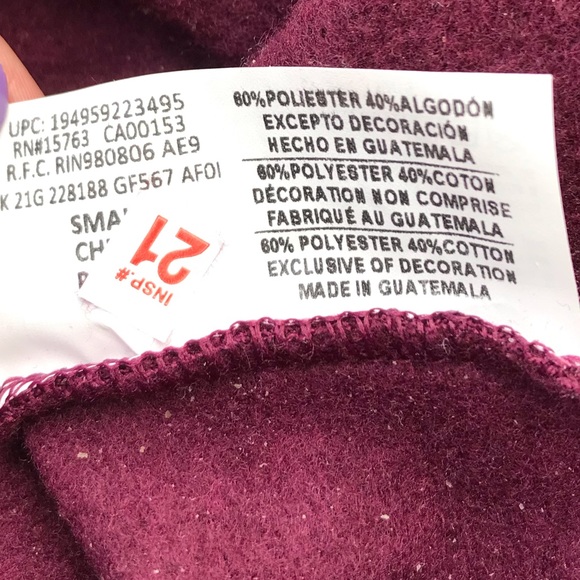 UPC: 194959223495
RN#15763 CA00153
R.F.C. RIN980806 AE9
K 21G 228188 GF567 AF01
SMA
CH
INSP.# 21
60%POLIESTER 40%ALGODÓN
EXCEPTO DECORACIÓN
HECHO EN GUATEMALA
60%POLYESTER 40%COTON
DÉCORATION NON COMPRISE
FABRIQUÉ AU GUATEMALA
60% POLYESTER 40%COTTON
EXCLUSIVE OF DECORATION
MADE IN GUATEMALA